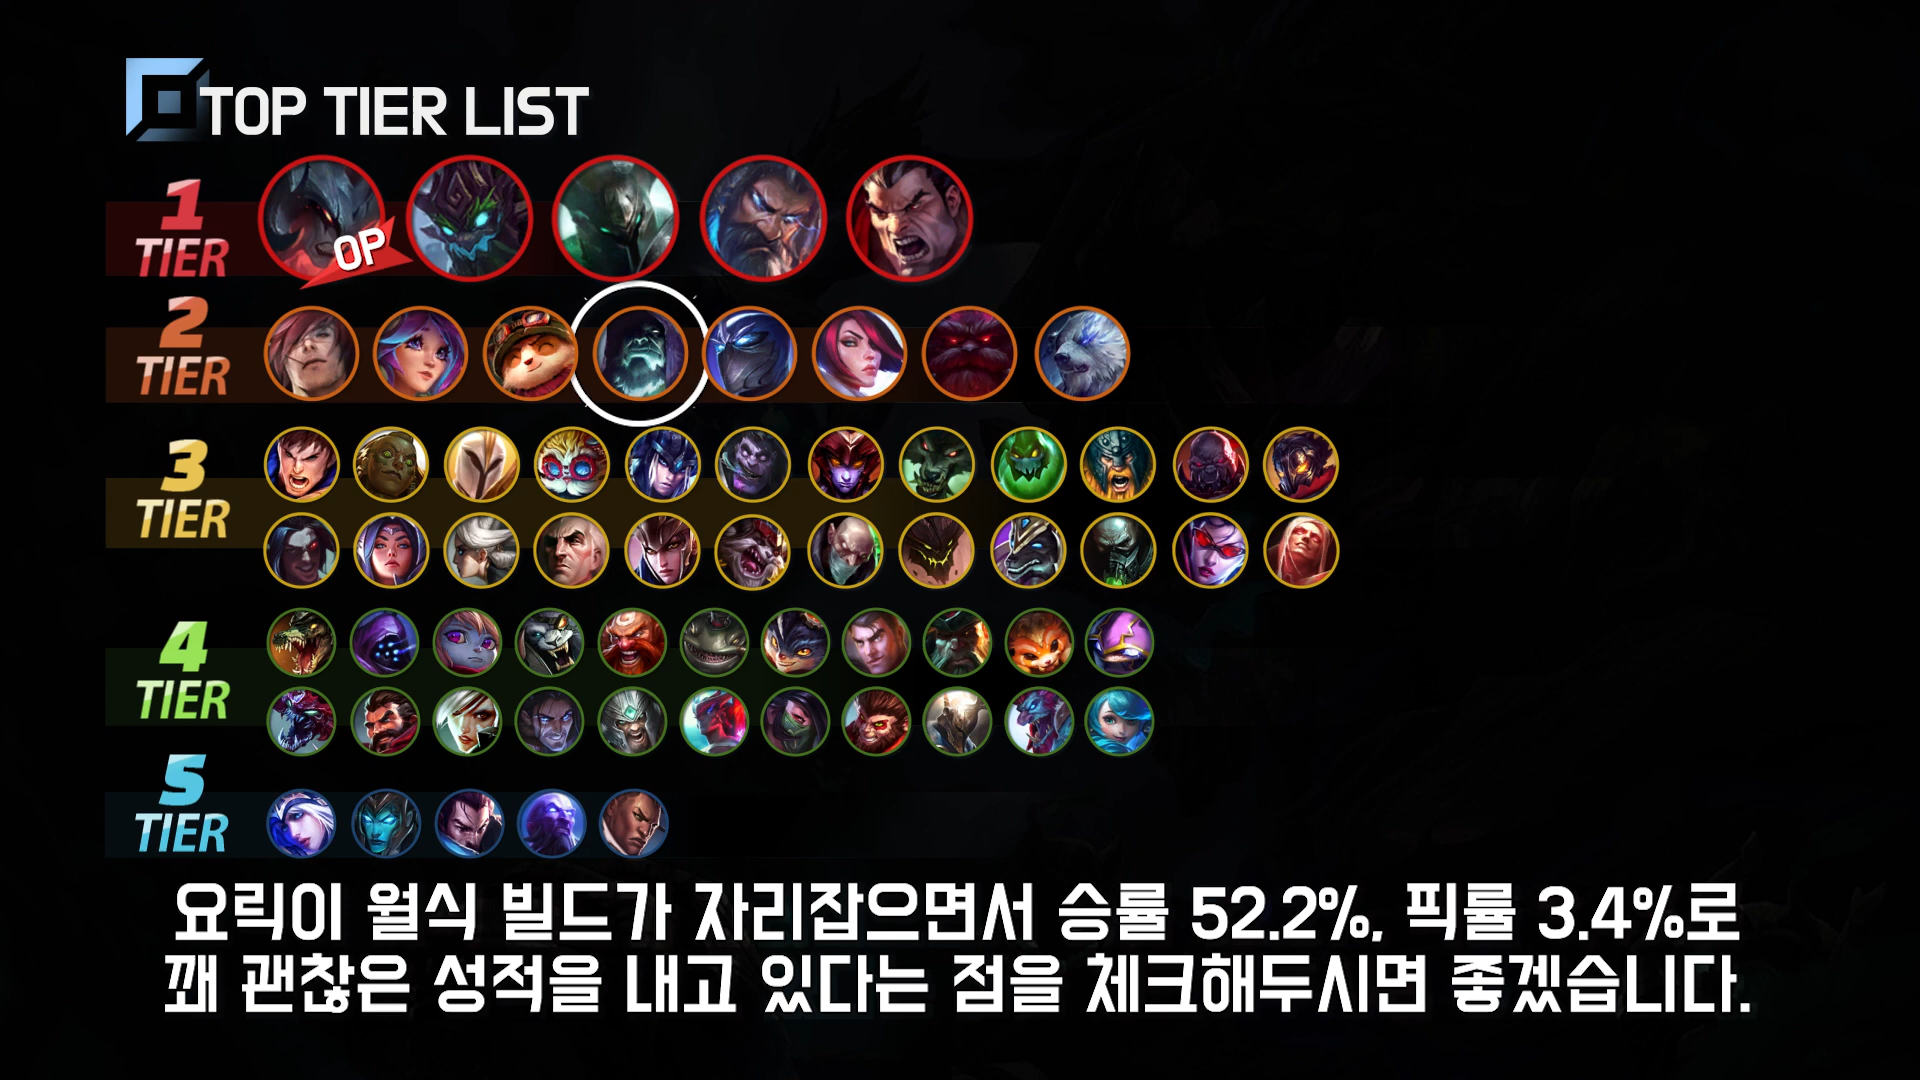 TOP TIER LIST
1
TIER
OP
2
TIER
3
TIER
4
TIER
5
TIER
요릭이 월식 빌드가 자리잡으면서 승률 52.2%, 픽률 3.4%로
꽤 괜찮은 성적을 내고 있다는 점을 체크해두시면 좋겠습니다.